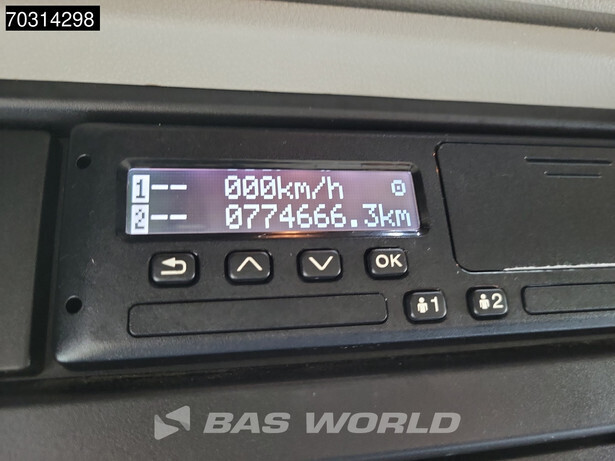 70314298
1 -- 000km/h
2 -- 0774666.3km
OK
1 2
BAS WORLD